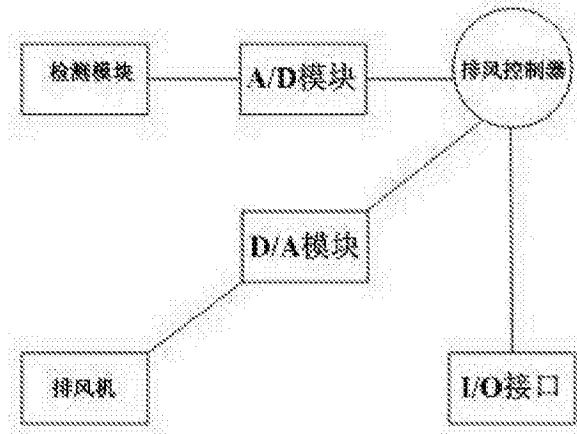 检测模块
A/D模块
排风控制器
D/A模块
排风机
I/O接口